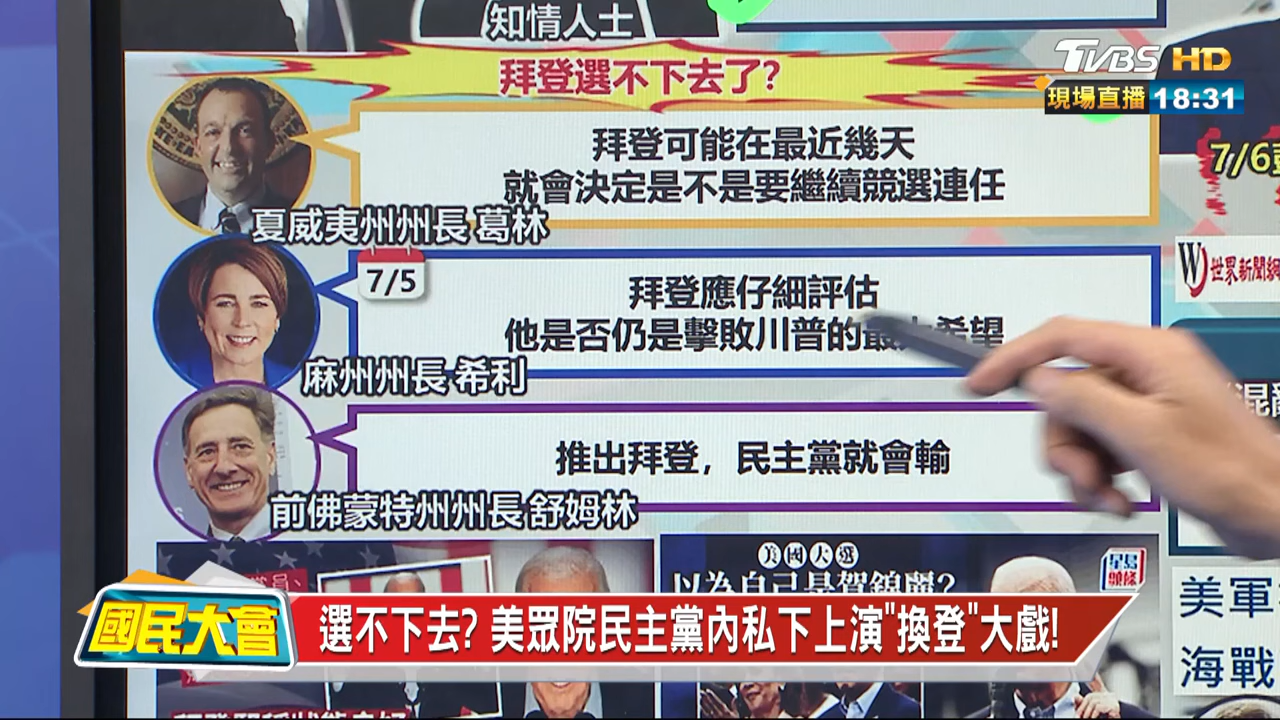 知情人士
TVBS HD
現場直播 18:31
拜登選不下去了?
拜登可能在最近幾天
就會決定是不是要繼續競選連任
夏威夷州州長 葛林
7/6
7/5
拜登應仔細評估
他是否仍是擊敗川普的最 希望
麻州州長 希利
W 世界新聞網
推出拜登，民主黨就會輸
前佛蒙特州州長 舒姆林
美國大選
以為自己是賀錦麗?
星島頭條
美軍
海戰
國民大會
選不下去? 美眾院民主黨內私下上演"換登"大戲!